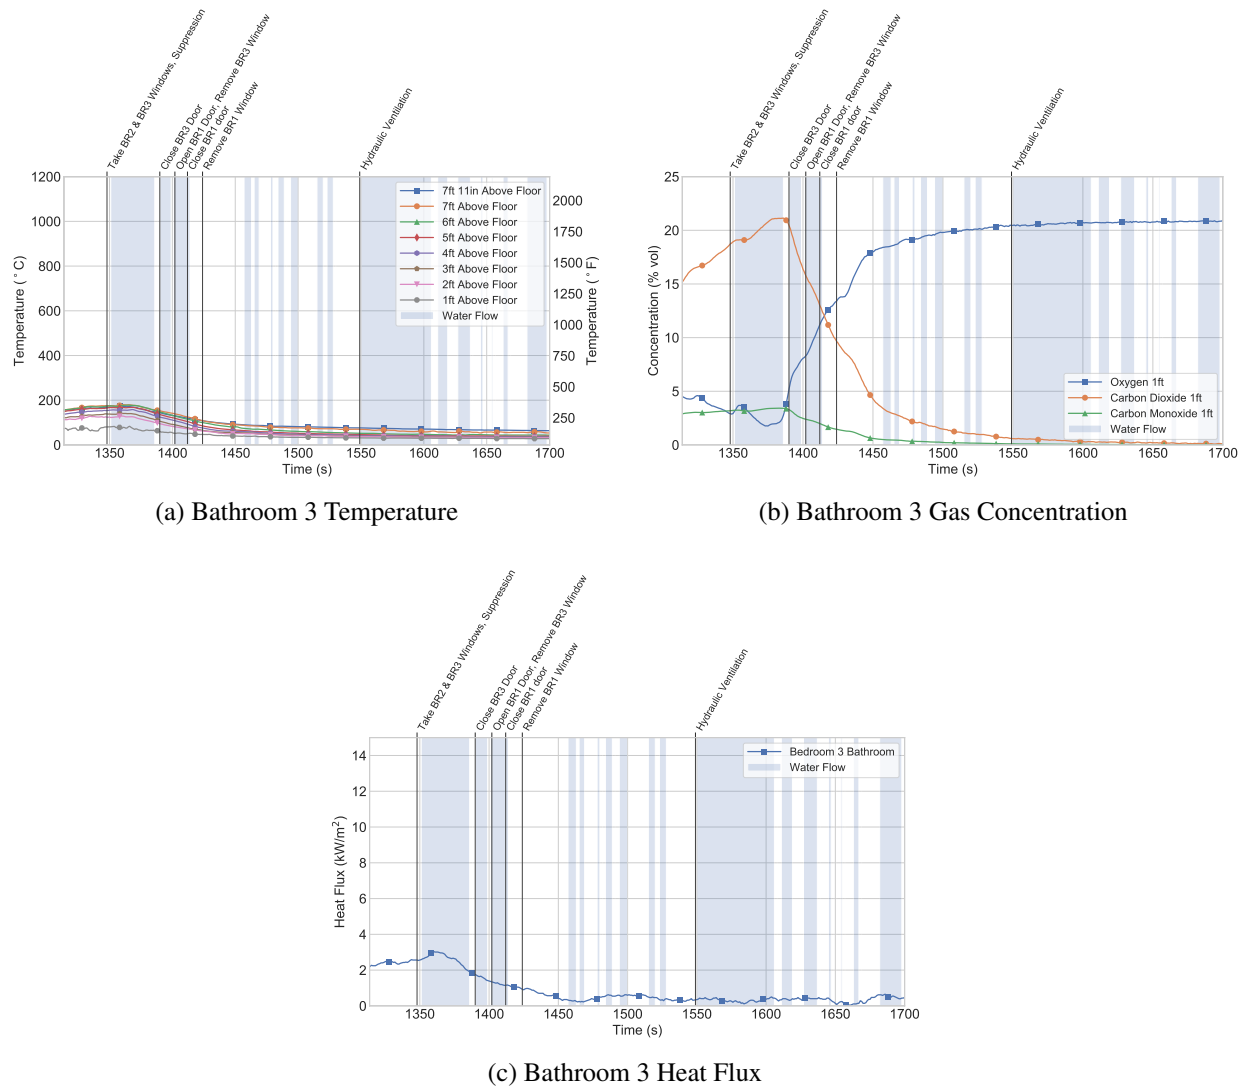 Take BR2 & BR3 Windows, Suppression
Close BR3 Door
Open BR1 Door, Remove BR3 Window
Close BR1 door
Remove BR1 Window
Hydraulic Ventilation
1200
1000
800
600
400
200
0
Temperature (°C)
2000
1750
1500
1250
1000
750
500
250
Temperature (°F)
7ft 11in Above Floor
7ft Above Floor
6ft Above Floor
5ft Above Floor
4ft Above Floor
3ft Above Floor
2ft Above Floor
1ft Above Floor
Water Flow
1350 1400 1450 1500 1550 1600 1650 1700
Time (s)
(a) Bathroom 3 Temperature
Take BR2 & BR3 Windows, Suppression
Close BR3 Door
Open BR1 Door, Remove BR3 Window
Close BR1 door
Remove BR1 Window
Hydraulic Ventilation
25
20
15
10
5
0
Concentration (% vol)
Oxygen 1ft
Carbon Dioxide 1ft
Carbon Monoxide 1ft
Water Flow
1350 1400 1450 1500 1550 1600 1650 1700
Time (s)
(b) Bathroom 3 Gas Concentration
Take BR2 & BR3 Windows, Suppression
Close BR3 Door
Open BR1 Door, Remove BR3 Window
Close BR1 door
Remove BR1 Window
Hydraulic Ventilation
14
12
10
8
6
4
2
0
Heat Flux (kW/m²)
Bedroom 3 Bathroom
Water Flow
1350 1400 1450 1500 1550 1600 1650 1700
Time (s)
(c) Bathroom 3 Heat Flux